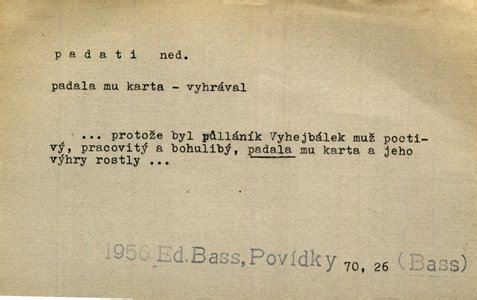 padati ned.
padala mu karta - vyhrával
... protože byl půlláník Vyhejbálek muž pocti-
vý, pracovitý a bohulibý, padala mu karta a jeho
výhry rostly ...
1956 Ed. Bass, Povídky 70, 26 (Bass)